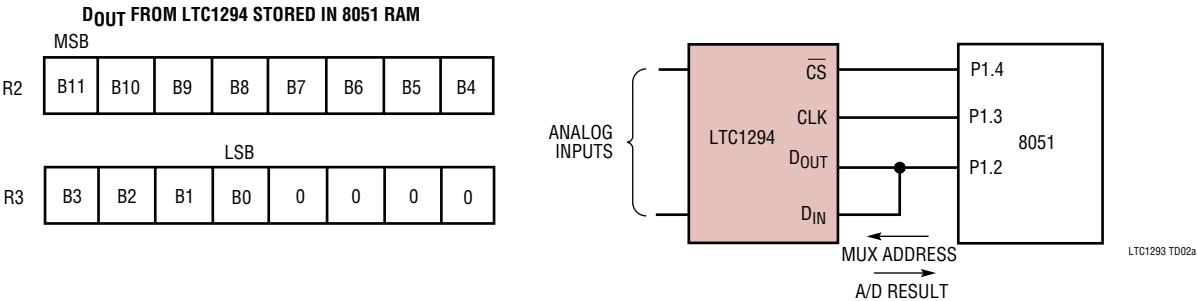 DOUT FROM LTC1294 STORED IN 8051 RAM
MSB
R2 B11 B10 B9 B8 B7 B6 B5 B4
LSB
R3 B3 B2 B1 B0 0 0 0 0
ANALOG
INPUTS
LTC1294
CS
CLK
DOUT
DIN
P1.4
P1.3
P1.2
8051
MUX ADDRESS
A/D RESULT
LTC1293 TD02a